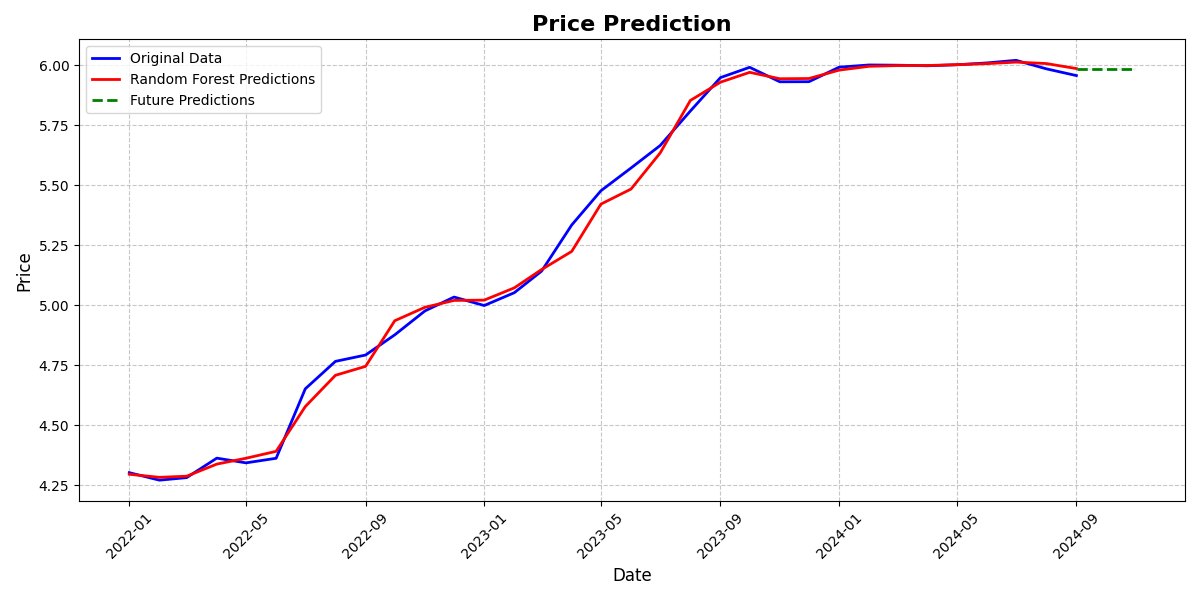 Price Prediction
Original Data
Random Forest Predictions
Future Predictions
6.00
5.75
5.50
5.25
5.00
4.75
4.50
4.25
Price
2022-01
2022-05
2022-09
2023-01
2023-05
2023-09
2024-01
2024-05
2024-09
Date